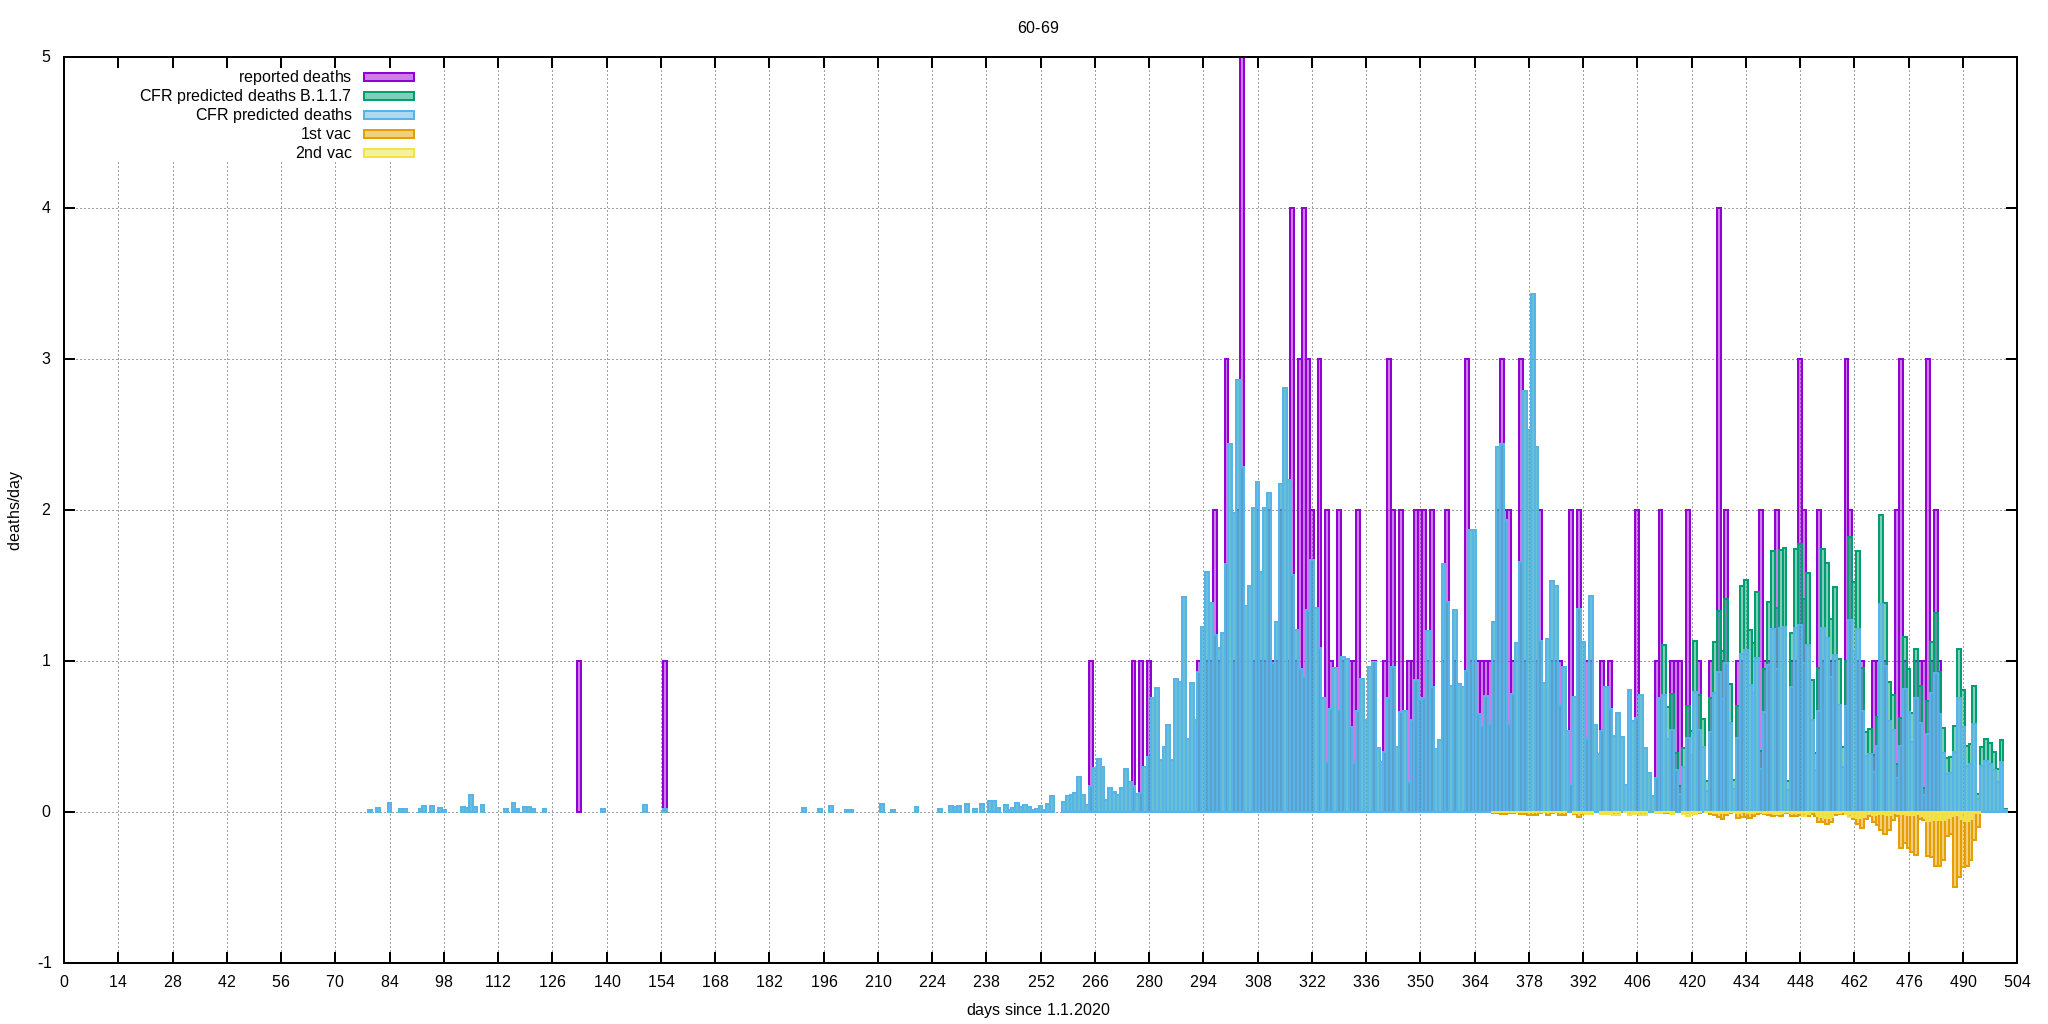 60-69
reported deaths
CFR predicted deaths B.1.1.7
CFR predicted deaths
1st vac
2nd vac
5
4
3
2
1
0
-1
deaths/day
0 14 28 42 56 70 84 98 112 126 140 154 168 182 196 210 224 238 252 266 280 294 308 322 336 350 364 378 392 406 420 434 448 462 476 490 504
days since 1.1.2020